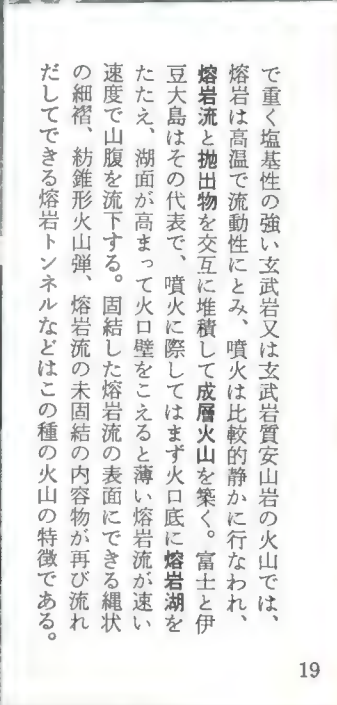 で重く塩基性の強い玄武岩又は玄武岩質安山岩の火山では、
熔岩は高温で流動性にとみ、噴火は比較的静かに行なわれ、
熔岩流と抛出物を交互に堆積して成層火山を築く。富士と伊
豆大島はその代表で、噴火に際してはまず火口底に熔岩湖を
たたえ、湖面が高まって火口壁をこえると薄い熔岩流が速い
速度で山腹を流下する。固結した熔岩流の表面にできる縄状
の細褶、紡錐形火山弾、熔岩流の未固結の内容物が再び流れ
だしてできる熔岩トンネルなどはこの種の火山の特徴である。
19